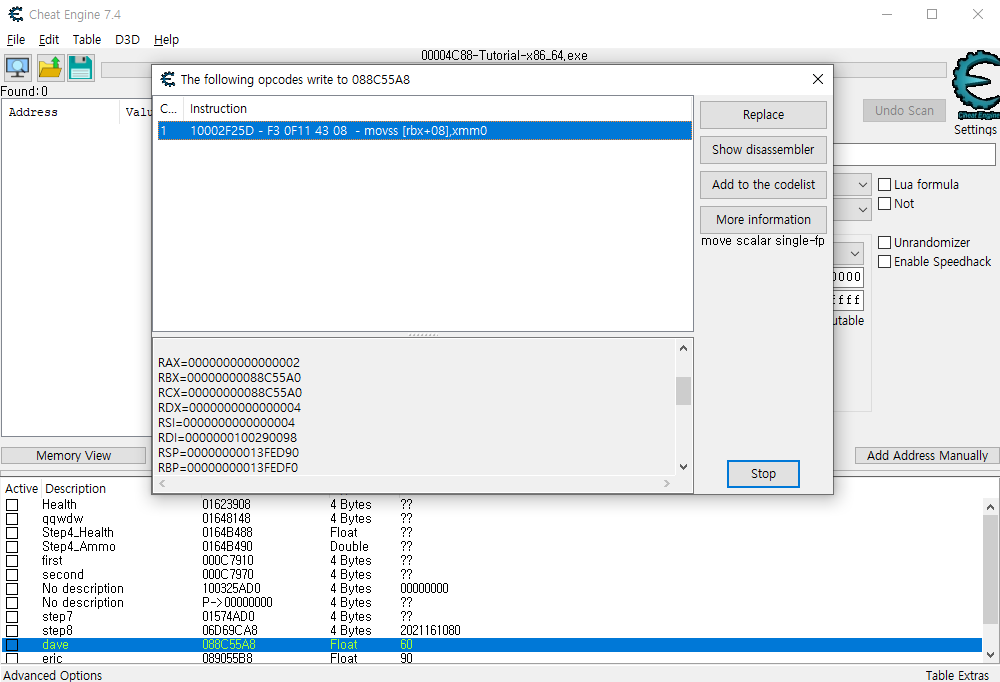 Cheat Engine 7.4
File Edit Table D3D Help
00004C88-Tutorial-x86_64.exe
Found:0
Address Valu
The following opcodes write to 088C55A8
C... Instruction
1 10002F25D - F3 0F11 43 08 - movss [rbx+08],xmm0
Replace
Show disassembler
Add to the codelist
More information
move scalar single-fp
RAX=0000000000000002
RBX=00000000088C55A0
RCX=00000000088C55A0
RDX=0000000000000004
RSI=0000000000000004
RDI=0000000100290098
RSP=00000000013FED90
RBP=00000000013FEDF0
Stop
Undo Scan
Cheat Engine
Settings
Lua formula
Not
Unrandomizer
Enable Speedhack
0000
ffff
utable
Memory View
Add Address Manually
Active Description
Health 01623908 4 Bytes ??
qqwdw 01648148 4 Bytes ??
Step4_Health 0164B488 Float ??
Step4_Ammo 0164B490 Double ??
first 000C7910 4 Bytes ??
second 000C7970 4 Bytes ??
No description 100325AD0 4 Bytes 00000000
No description P->00000000 4 Bytes ??
step7 01574AD0 4 Bytes ??
step8 06D69CA8 4 Bytes 2021161080
dave 088C55A8 Float 60
eric 089055B8 Float 90
Advanced Options
Table Extras